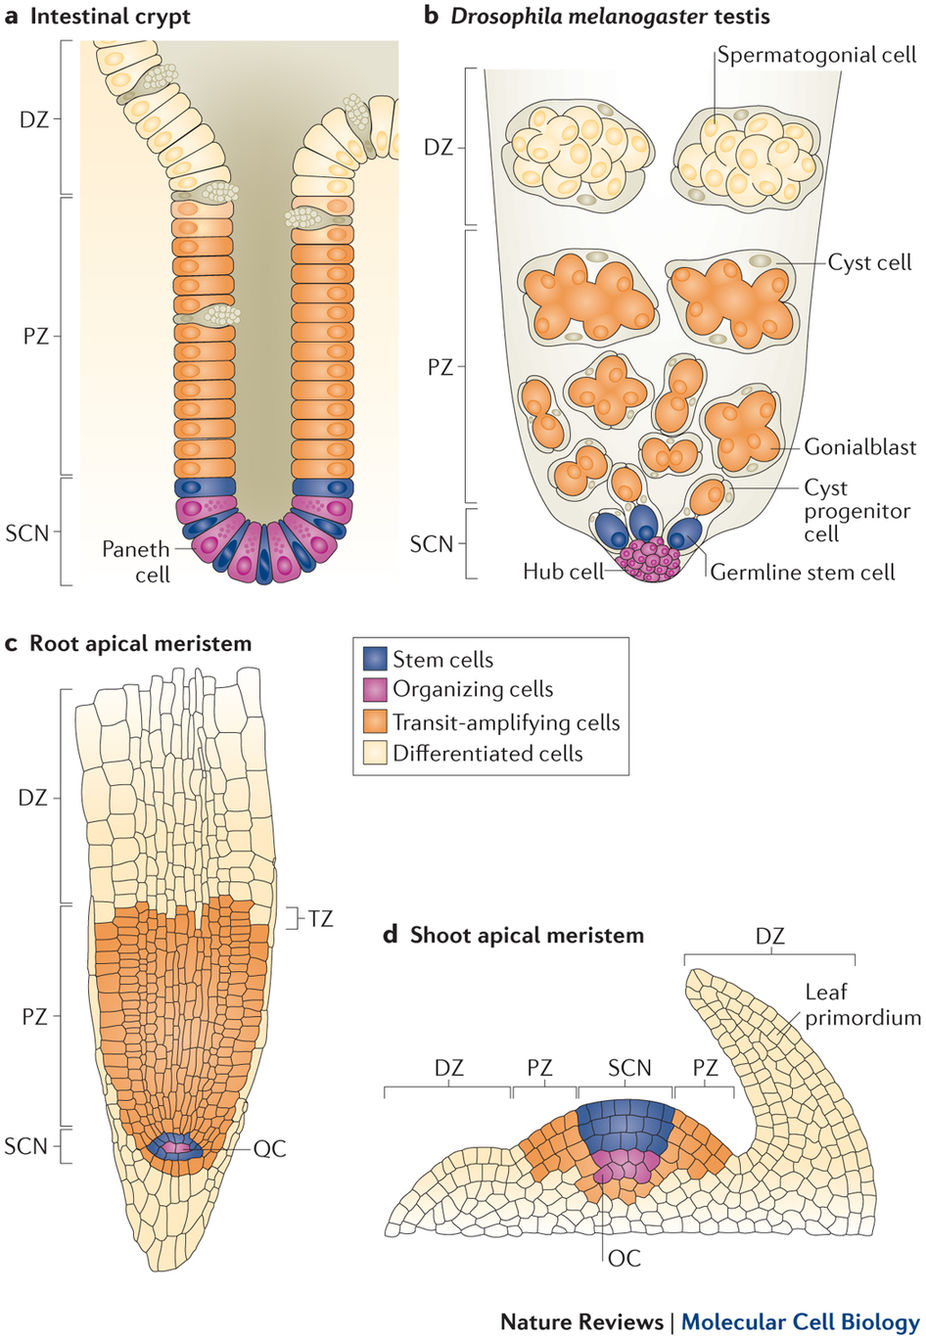 a Intestinal crypt
DZ
PZ
SCN
Paneth
cell
b Drosophila melanogaster testis
Spermatogonial cell
DZ
Cyst cell
PZ
Gonialblast
Cyst
progenitor
cell
SCN
Hub cell
Germline stem cell
c Root apical meristem
DZ
TZ
PZ
SCN
QC
Stem cells
Organizing cells
Transit-amplifying cells
Differentiated cells
d Shoot apical meristem
DZ
Leaf
primordium
DZ PZ SCN PZ
OC
Nature Reviews | Molecular Cell Biology